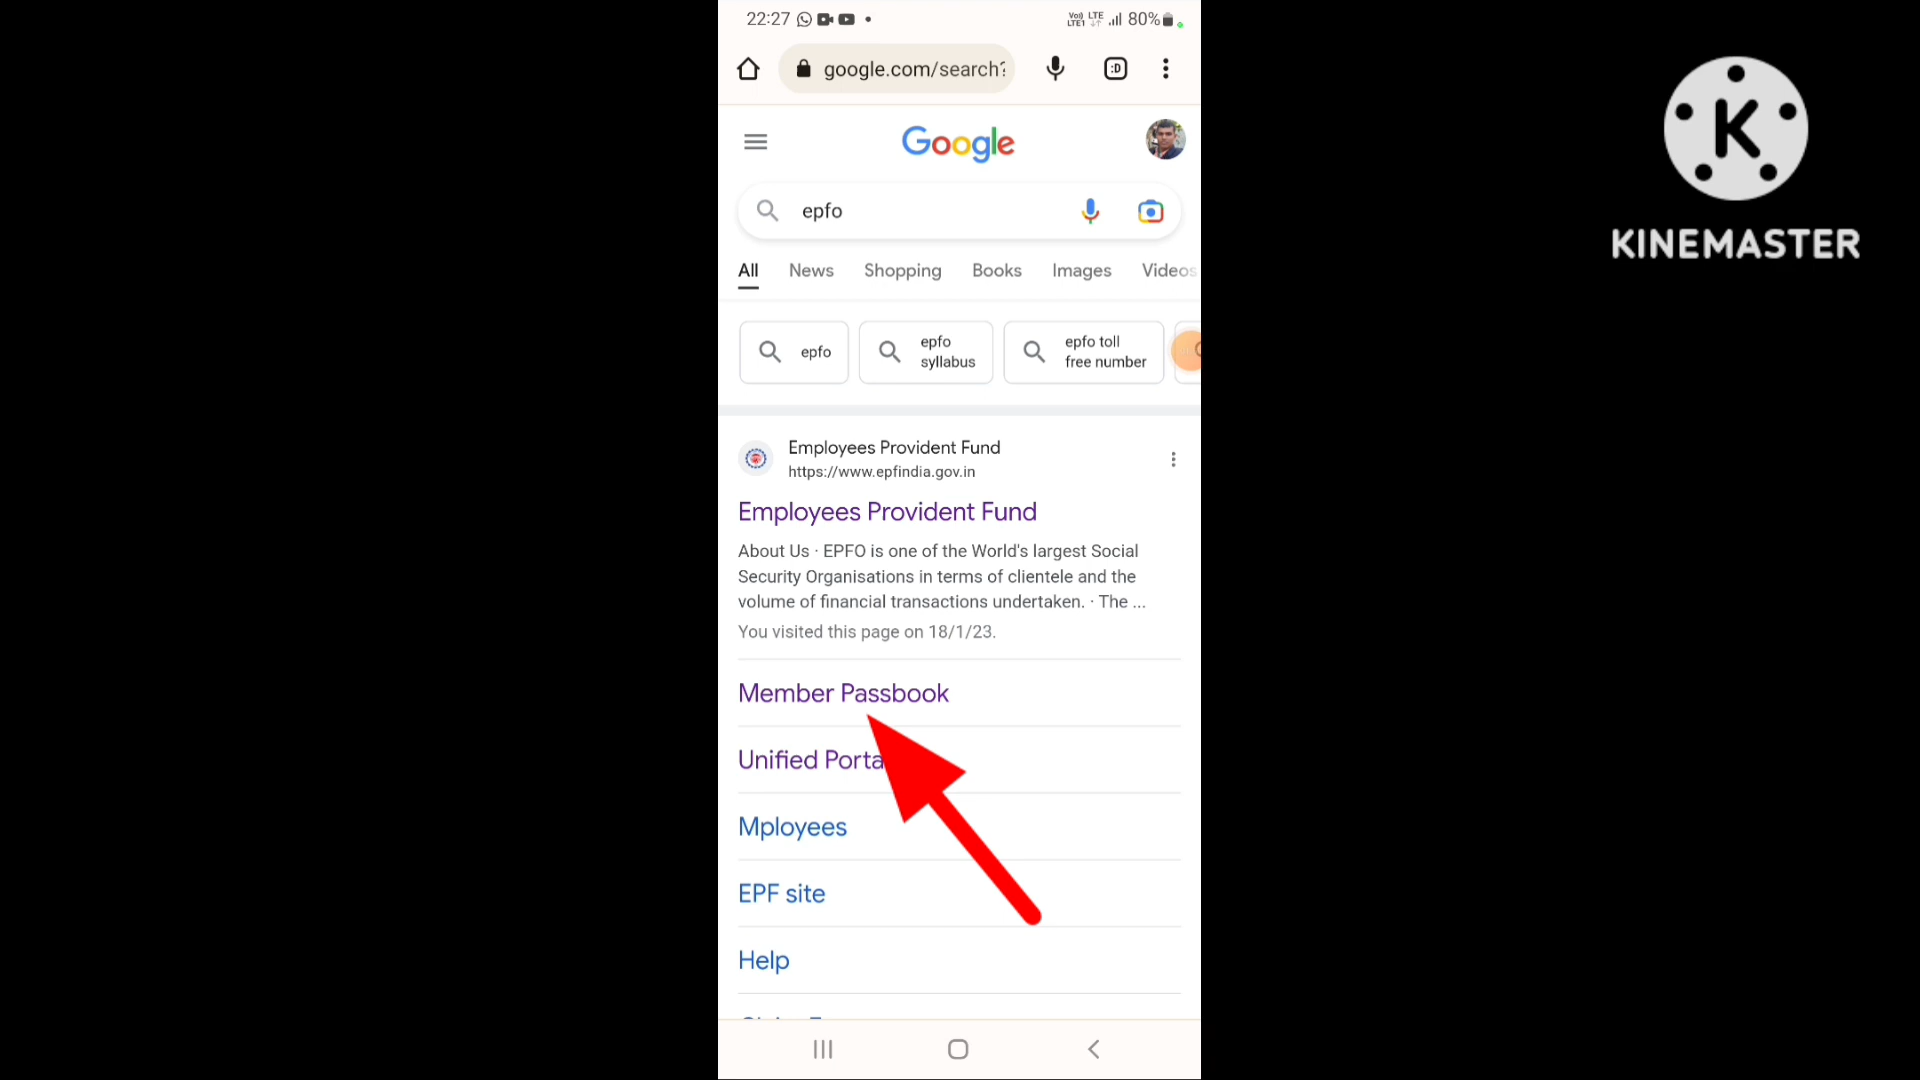 22:27
Vo) LTE
LTE1
80%
google.com/search?
:D
Google
epfo
All News Shopping Books Images Videos
epfo
epfo
syllabus
epfo toll
free number
Employees Provident Fund
https://www.epfindia.gov.in
Employees Provident Fund
About Us · EPFO is one of the World's largest Social
Security Organisations in terms of clientele and the
volume of financial transactions undertaken. · The ...
You visited this page on 18/1/23.
Member Passbook
Unified Porta
Mployees
EPF site
Help
K
KINEMASTER